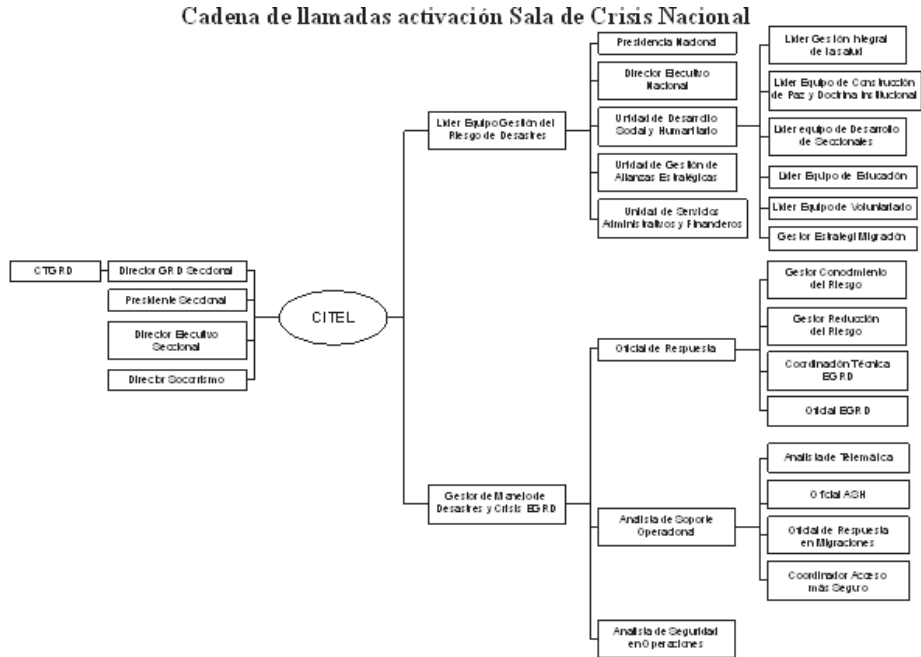 Cadena de llamadas activación Sala de Crisis Nacional
Presidencia Nacional
Director Ejecutivo
Nacional
Líder Equipo Gestión del
Riesgo de Desastres
Unidad de Desarrollo
Social y Humanitario
Unidad de Gestión de
Alianzas Estratégicas
Unidad de Servicios
Administrativos y Financieros
Líder Gestión Integral
de la salud
Líder Equipo de Construcción
de Paz y Doctrina Institucional
Líder equipo de Desarrollo
de Seccionales
Líder Equipo de Educación
Líder Equipo de Voluntariado
Gestor Estrategi Migración
CTGRD
Director GRD Seccional
Presidente Seccional
Director Ejecutivo
Seccional
Director Socorrismo
CITEL
Gestor de Manejo de
Desastres y Crisis EGRD
Oficial de Respuesta
Gestor Conocimiento
del Riesgo
Gestor Reducción
del Riesgo
Coordinación Técnica
EGRD
Oficial EGRD
Analista de Soporte
Operacional
Analista de Telemática
Oficial ASH
Oficial de Respuesta
en Migraciones
Coordinador Acceso
más Seguro
Analista de Seguridad
en Operaciones